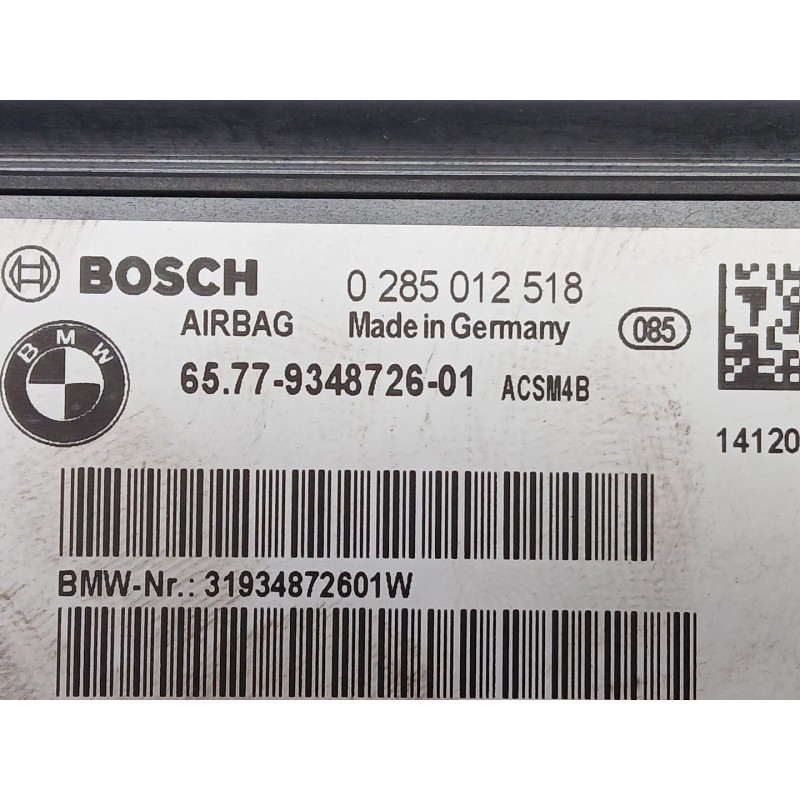 BOSCH 0 285 012 518
AIRBAG Made in Germany 085
BMW 65.77-9348726-01 ACSM4B
14120
BMW-Nr.: 31934872601W